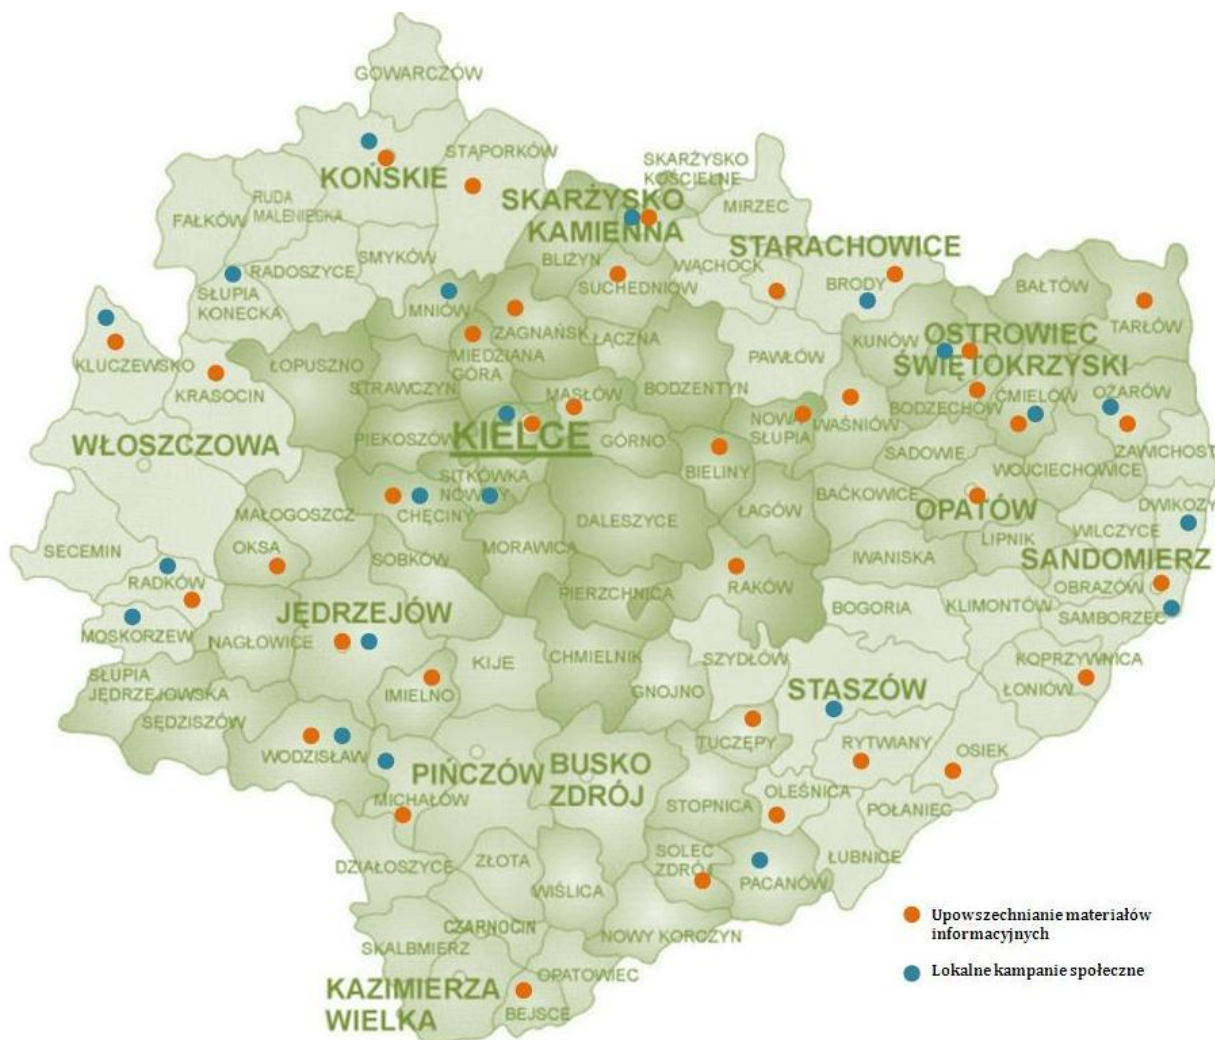 GOWARCZÓW
STĄPORKÓW
SKARŻYSKO
KOŚCIELNE
KOŃSKIE
RUDA
MALENIESKA
FAŁKÓW
SKARŻYSKO
KAMIENNA
MIRZEC
STARACHOWICE
SMYKÓW
RADOSZYCE
BLIŻYN
WĄCHOCK
SUCHEDNIÓW
BRODY
BAŁTÓW
SŁUPIA
KONECKA
MNIÓW
TARŁÓW
ZAGNAŃSK
ŁĄCZNA
KUNÓW
OSTROWIEC
ŚWIĘTOKRZYSKI
KLUCZEWSKO
ŁOPUSZNO
MIEDZIANA
GÓRA
PAWŁÓW
STRAWCZYN
BODZENTYN
KRASOCIN
MASŁÓW
ĆMIELÓW
OŻARÓW
BODZECHÓW
NOWA
SŁUPIA
WAŚNIÓW
WŁOSZCZOWA
PIEKOSZÓW
KIELCE
GÓRNO
SADOWIE
ZAWICHOST
BIELINY
WOJCIECHOWICE
SITKÓWKA
NOWINY
BAĆKOWICE
MAŁOGOSZCZ
CHĘCINY
DALESZYCE
ŁAGÓW
OPATÓW
DWIKOZY
WILCZYCE
LIPNIK
SECEMIN
OKSA
SOBKÓW
MORAWICA
IWANISKA
SANDOMIERZ
RADKÓW
PIERZCHNICA
RAKÓW
OBRAZÓW
BOGORIA
KLIMONTÓW
JĘDRZEJÓW
SAMBORZEC
MOSKORZEW
NAGŁOWICE
KIJE
CHMIELNIK
SZYDŁÓW
KOPRZYWNICA
SŁUPIA
JĘDRZEJOWSKA
IMIELNO
GNOJNO
STASZÓW
ŁONIÓW
SĘDZISZÓW
WODZISŁAW
TUCZĘPY
RYTWIANY
OSIEK
PIŃCZÓW
BUSKO
ZDRÓJ
MICHAŁÓW
STOPNICA
OLEŚNICA
POŁANIEC
SOLEC
ZDRÓJ
DZIAŁOSZYCE
ZŁOTA
WIŚLICA
PACANÓW
ŁUBNICE
CZARNOCIN
SKALBMIERZ
NOWY KORCZYN
OPATOWIEC
KAZIMIERZA
WIELKA
BEJSCE
Upowszechnianie materiałów
informacyjnych
Lokalne kampanie społeczne